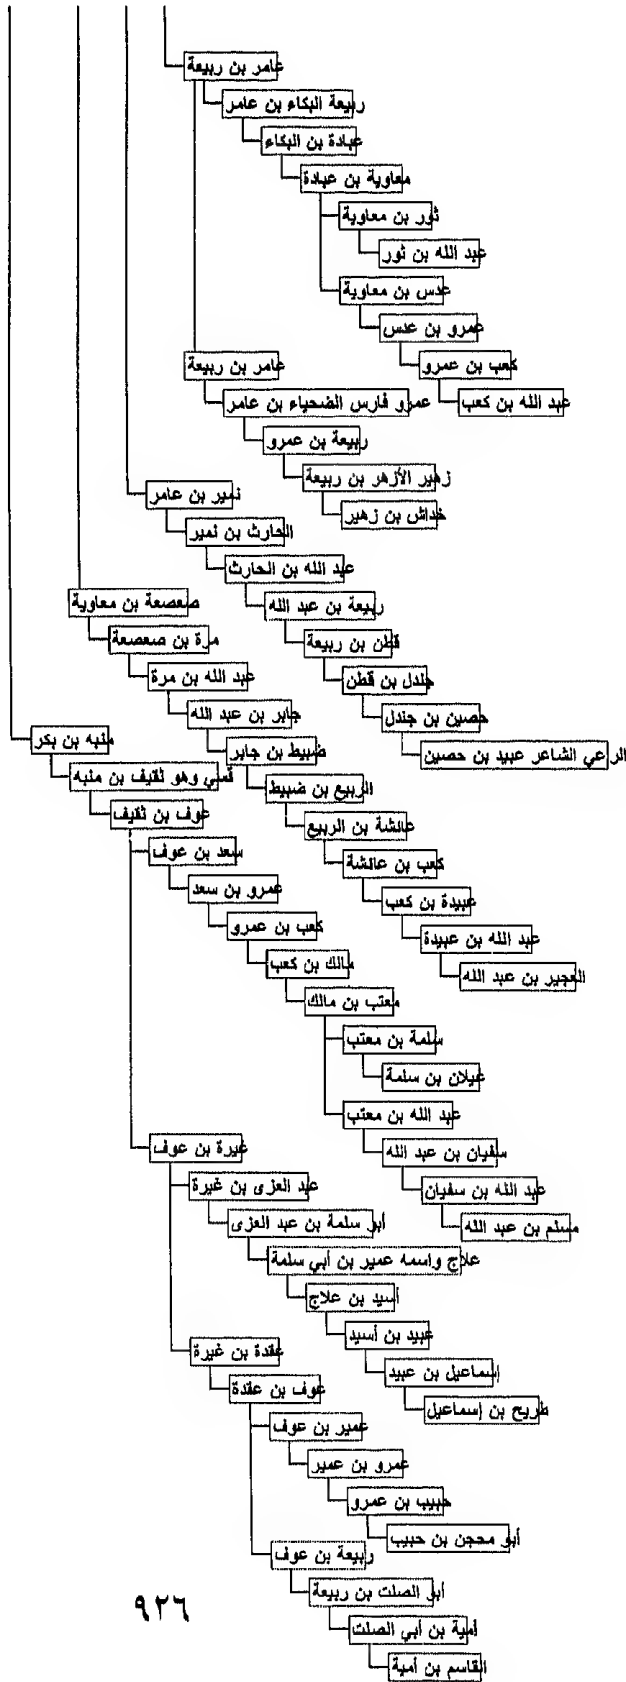 عامر بن ربيعة
ربيعة البكاء بن عامر
عبادة بن البكاء
معاوية بن عبادة
ثور بن معاوية
عبد الله بن ثور
عدس بن معاوية
عمرو بن عدس
عامر بن ربيعة
كعب بن عمرو
عمرو فارس الضحياء بن عامر
عبد الله بن كعب
ربيعة بن عمرو
زهير الأزهر بن ربيعة
نمير بن عامر
خداش بن زهير
الحارث بن نمير
عبد الله بن الحارث
صعصعة بن معاوية
ربيعة بن عبد الله
مرة بن صعصعة
قطن بن ربيعة
عبد الله بن مرة
جندل بن قطن
جابر بن عبد الله
حصين بن جندل
منبه بن بكر
ضبيط بن جابر
الرعي الشاعر عبيد بن حصين
قسي وهو ثقيف بن منبه
الربيع بن ضبيط
عوف بن ثقيف
عائشة بن الربيع
سعد بن عوف
كعب بن عائشة
عمرو بن سعد
عبيدة بن كعب
كعب بن عمرو
عبد الله بن عبيدة
مالك بن كعب
العجير بن عبد الله
معتب بن مالك
سلمة بن معتب
غيلان بن سلمة
عبد الله بن معتب
غيرة بن عوف
سفيان بن عبد الله
عبد العزى بن غيرة
عبد الله بن سفيان
أبو سلمة بن عبد العزى
مسلم بن عبد الله
علاج واسمه عمير بن أبي سلمة
أسيد بن علاج
عبيد بن أسيد
عقدة بن غيرة
إسماعيل بن عبيد
عوف بن عقدة
طريح بن إسماعيل
عمير بن عوف
عمرو بن عمير
حبيب بن عمرو
أبو محجن بن حبيب
ربيعة بن عوف
أبو الصلت بن ربيعة
أمية بن أبي الصلت
القاسم بن أمية
٩٢٦